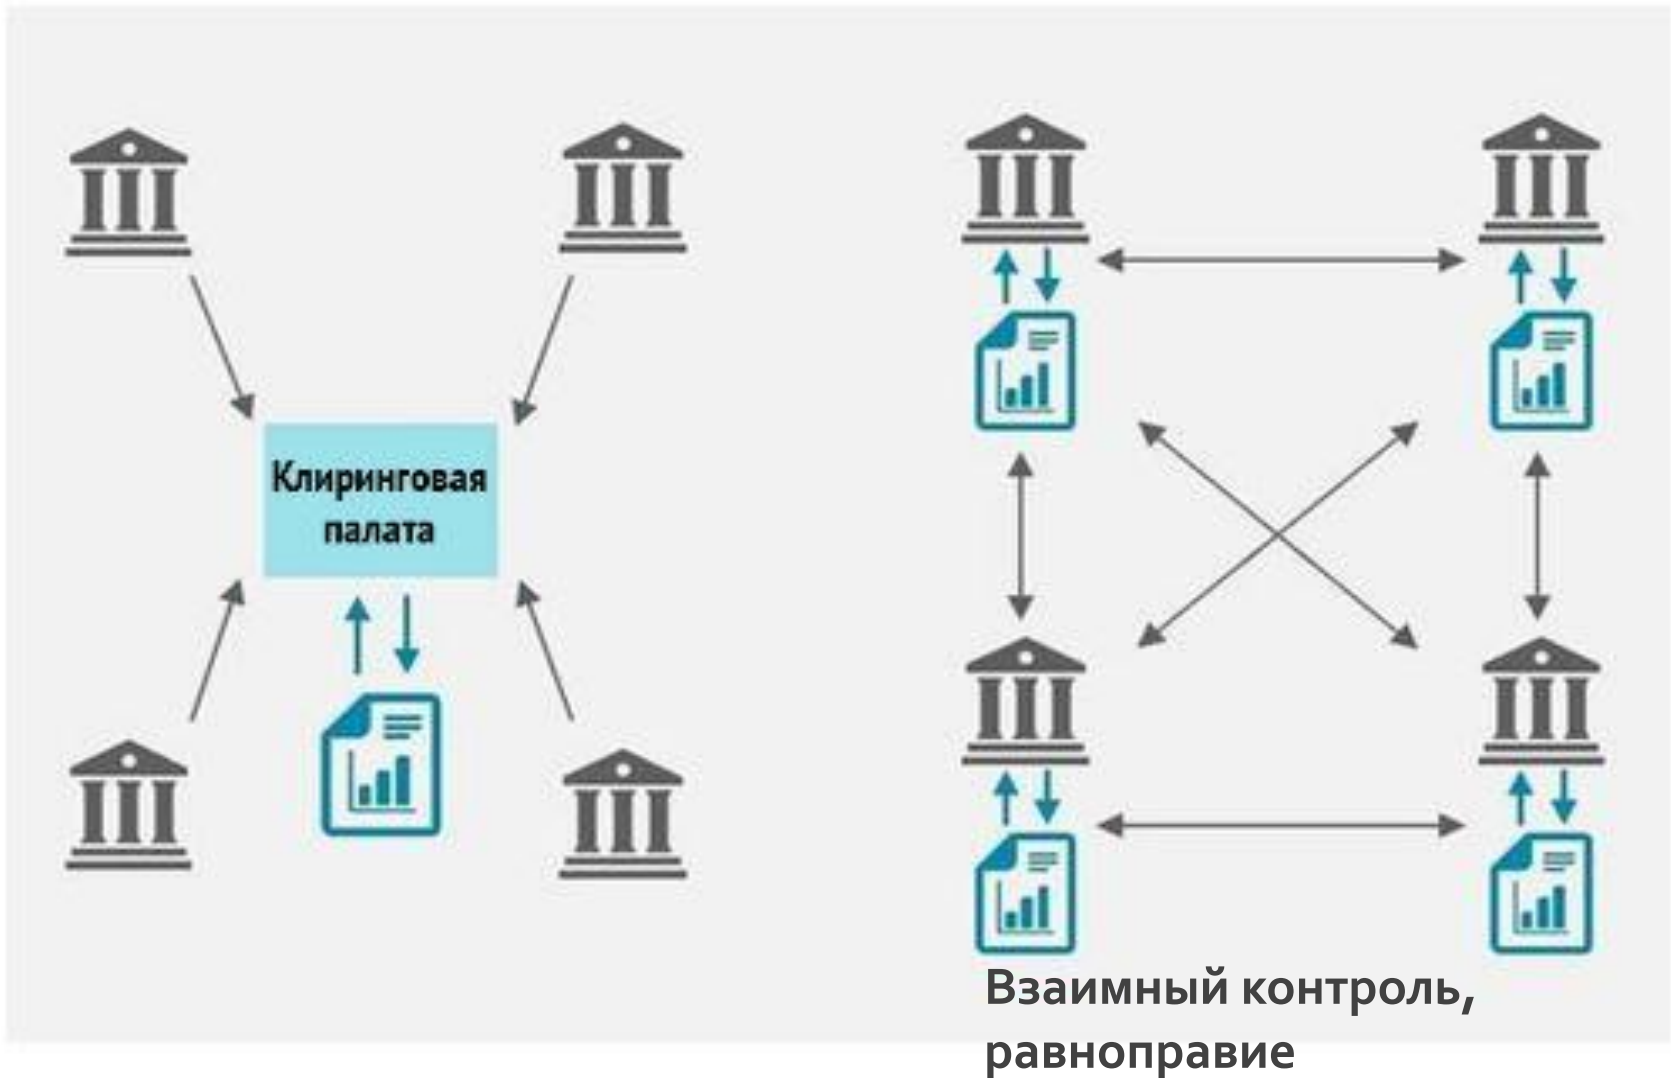 Клиринговая
палата
Взаимный контроль,
равноправие